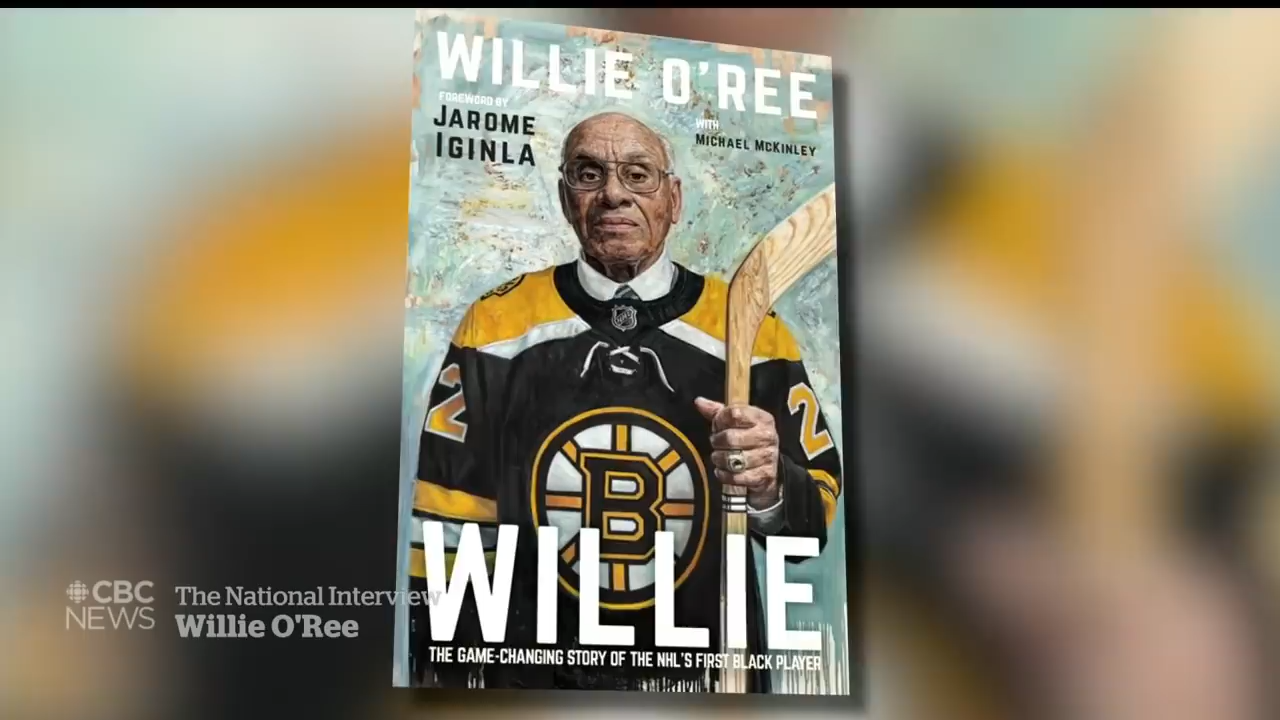 WILLIE O'REE
FOREWORD BY
JAROME
IGINLA
WITH
MICHAEL McKINLEY
NHL
2
2
B
WILLIE
THE GAME-CHANGING STORY OF THE NHL'S FIRST BLACK PLAYER
CBC
NEWS
The National Interview
Willie O'Ree